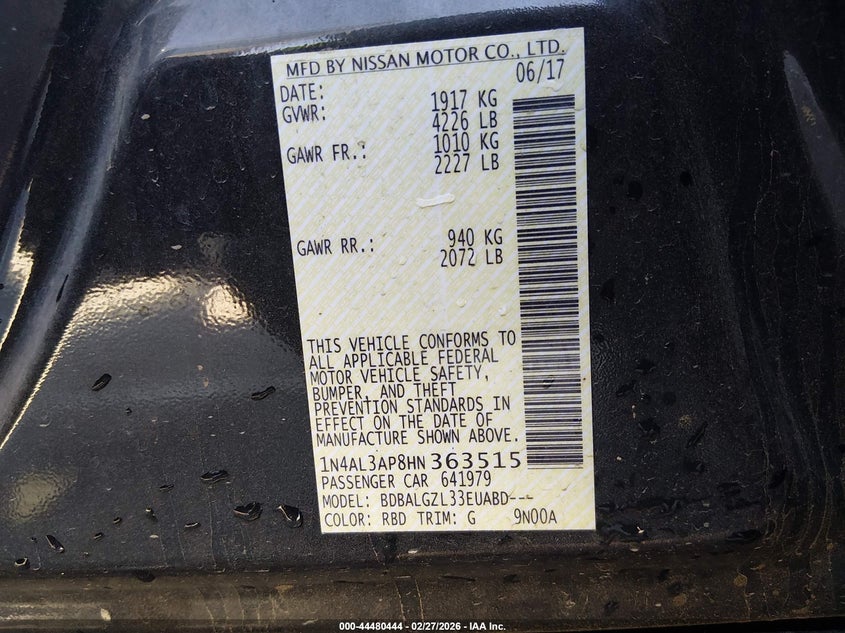 MFD BY NISSAN MOTOR CO., LTD.
DATE: 06/17
GVWR: 1917 KG
4226 LB
GAWR FR.: 1010 KG
2227 LB
GAWR RR.: 940 KG
2072 LB
THIS VEHICLE CONFORMS TO
ALL APPLICABLE FEDERAL
MOTOR VEHICLE SAFETY,
BUMPER, AND THEFT
PREVENTION STANDARDS IN
EFFECT ON THE DATE OF
MANUFACTURE SHOWN ABOVE.
1N4AL3AP8HN363515
PASSENGER CAR 641979
MODEL: BDBALGZL33EUABD---
COLOR: RBD TRIM: G 9N00A
000-44480444 - 02/27/2026 - IAA Inc.